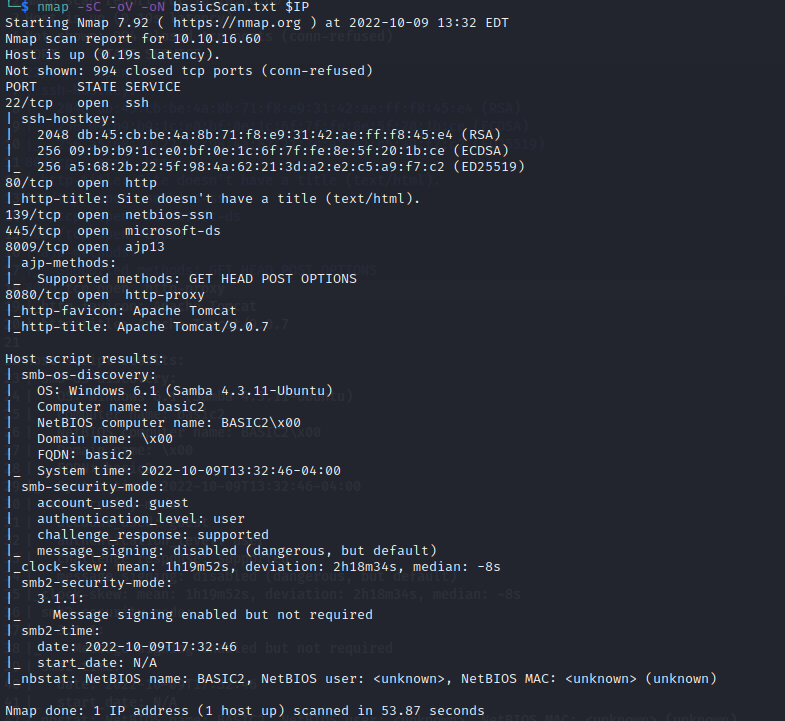 └─$ nmap -sC -oV -oN basicScan.txt $IP
Starting Nmap 7.92 ( https://nmap.org ) at 2022-10-09 13:32 EDT
Nmap scan report for 10.10.16.60
Host is up (0.19s latency).
Not shown: 994 closed tcp ports (conn-refused)
PORT     STATE SERVICE
22/tcp   open  ssh
| ssh-hostkey:
|   2048 db:45:cb:be:4a:8b:71:f8:e9:31:42:ae:ff:f8:45:e4 (RSA)
|   256 09:b9:b9:1c:e0:bf:0e:1c:6f:7f:fe:8e:5f:20:1b:ce (ECDSA)
|_  256 a5:68:2b:22:5f:98:4a:62:21:3d:a2:e2:c5:a9:f7:c2 (ED25519)
80/tcp   open  http
|_http-title: Site doesn't have a title (text/html).
139/tcp  open  netbios-ssn
445/tcp  open  microsoft-ds
8009/tcp open  ajp13
| ajp-methods:
|_  Supported methods: GET HEAD POST OPTIONS
8080/tcp open  http-proxy
|_http-favicon: Apache Tomcat
|_http-title: Apache Tomcat/9.0.7

Host script results:
| smb-os-discovery:
|   OS: Windows 6.1 (Samba 4.3.11-Ubuntu)
|   Computer name: basic2
|   NetBIOS computer name: BASIC2\x00
|   Domain name: \x00
|   FQDN: basic2
|_  System time: 2022-10-09T13:32:46-04:00
| smb-security-mode:
|   account_used: guest
|   authentication_level: user
|   challenge_response: supported
|_  message_signing: disabled (dangerous, but default)
|_clock-skew: mean: 1h19m52s, deviation: 2h18m34s, median: -8s
| smb2-security-mode:
|   3.1.1:
|_    Message signing enabled but not required
| smb2-time:
|   date: 2022-10-09T17:32:46
|_  start_date: N/A
|_nbstat: NetBIOS name: BASIC2, NetBIOS user: <unknown>, NetBIOS MAC: <unknown> (unknown)

Nmap done: 1 IP address (1 host up) scanned in 53.87 seconds